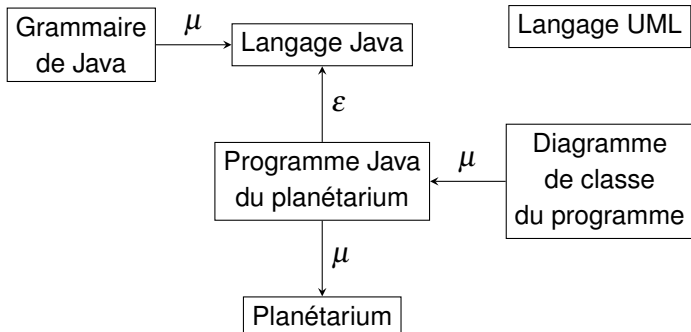 Grammaire
de Java
μ
Langage Java
Langage UML
ε
Programme Java
du planétarium
μ
Diagramme
de classe
du programme
μ
Planétarium